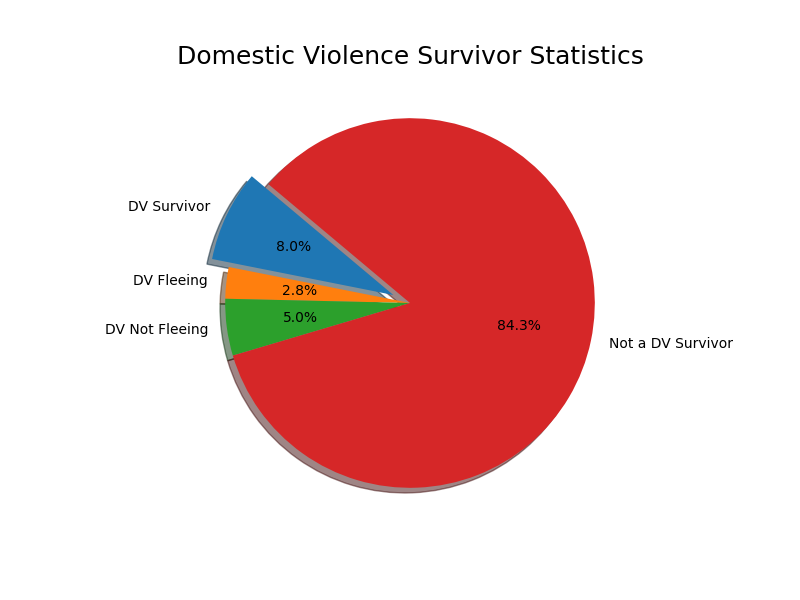 Domestic Violence Survivor Statistics
DV Survivor
8.0%
DV Fleeing
2.8%
DV Not Fleeing
5.0%
84.3%
Not a DV Survivor